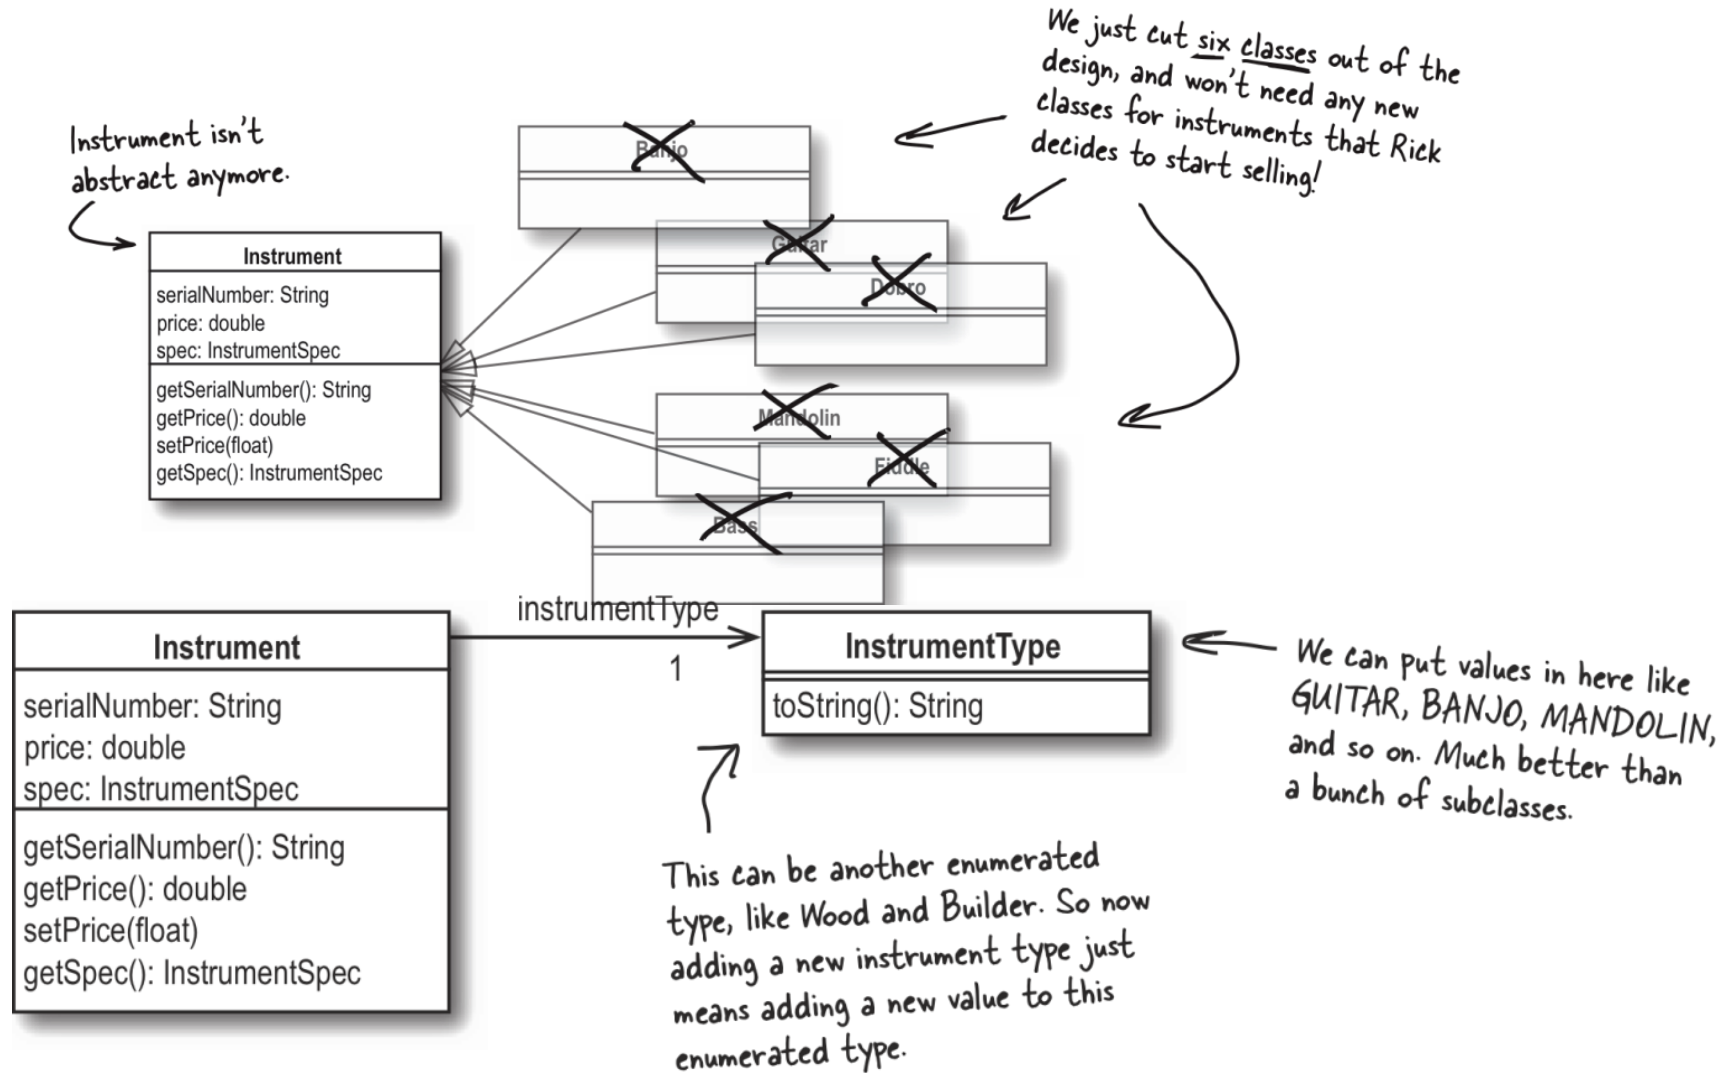 We just cut six classes out of the
design, and won't need any new
classes for instruments that Rick
decides to start selling!
Instrument isn't
abstract anymore.
Banjo
Guitar
Dobro
Instrument
serialNumber: String
price: double
spec: InstrumentSpec
getSerialNumber(): String
getPrice(): double
setPrice(float)
getSpec(): InstrumentSpec
Mandolin
Fiddle
Bass
Instrument
serialNumber: String
price: double
spec: InstrumentSpec
getSerialNumber(): String
getPrice(): double
setPrice(float)
getSpec(): InstrumentSpec
instrumentType
1
InstrumentType
toString(): String
We can put values in here like
GUITAR, BANJO, MANDOLIN,
and so on. Much better than
a bunch of subclasses.
This can be another enumerated
type, like Wood and Builder. So now
adding a new instrument type just
means adding a new value to this
enumerated type.